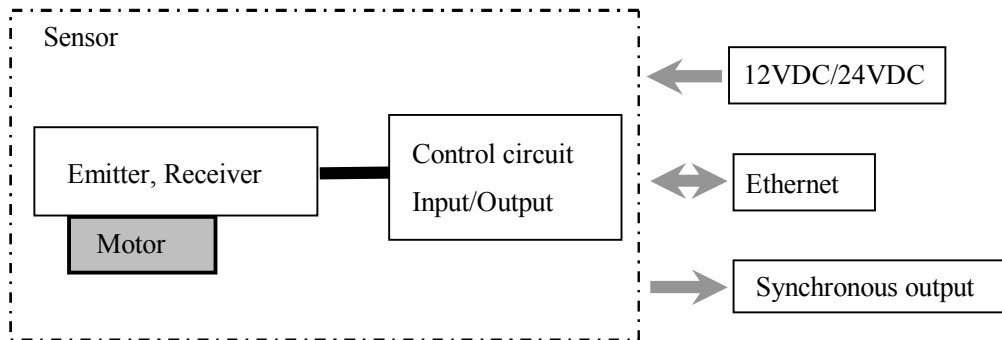 Sensor
12VDC/24VDC
Emitter, Receiver
Control circuit
Input/Output
Ethernet
Motor
Synchronous output